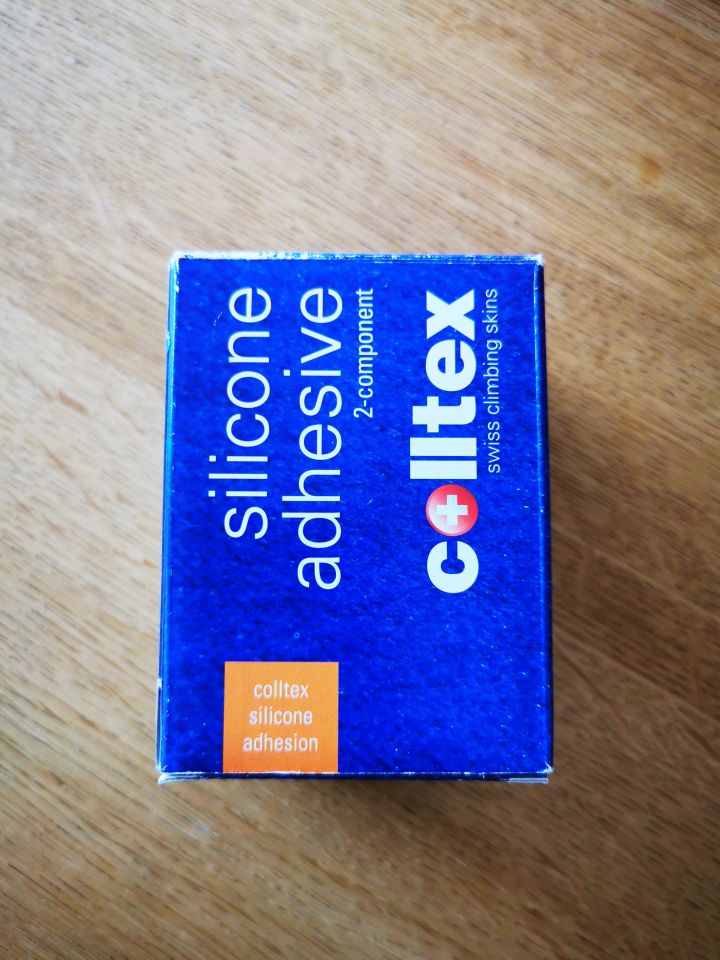 silicone
adhesive
2-component
colltex
swiss climbing skins
colltex
silicone
adhesion